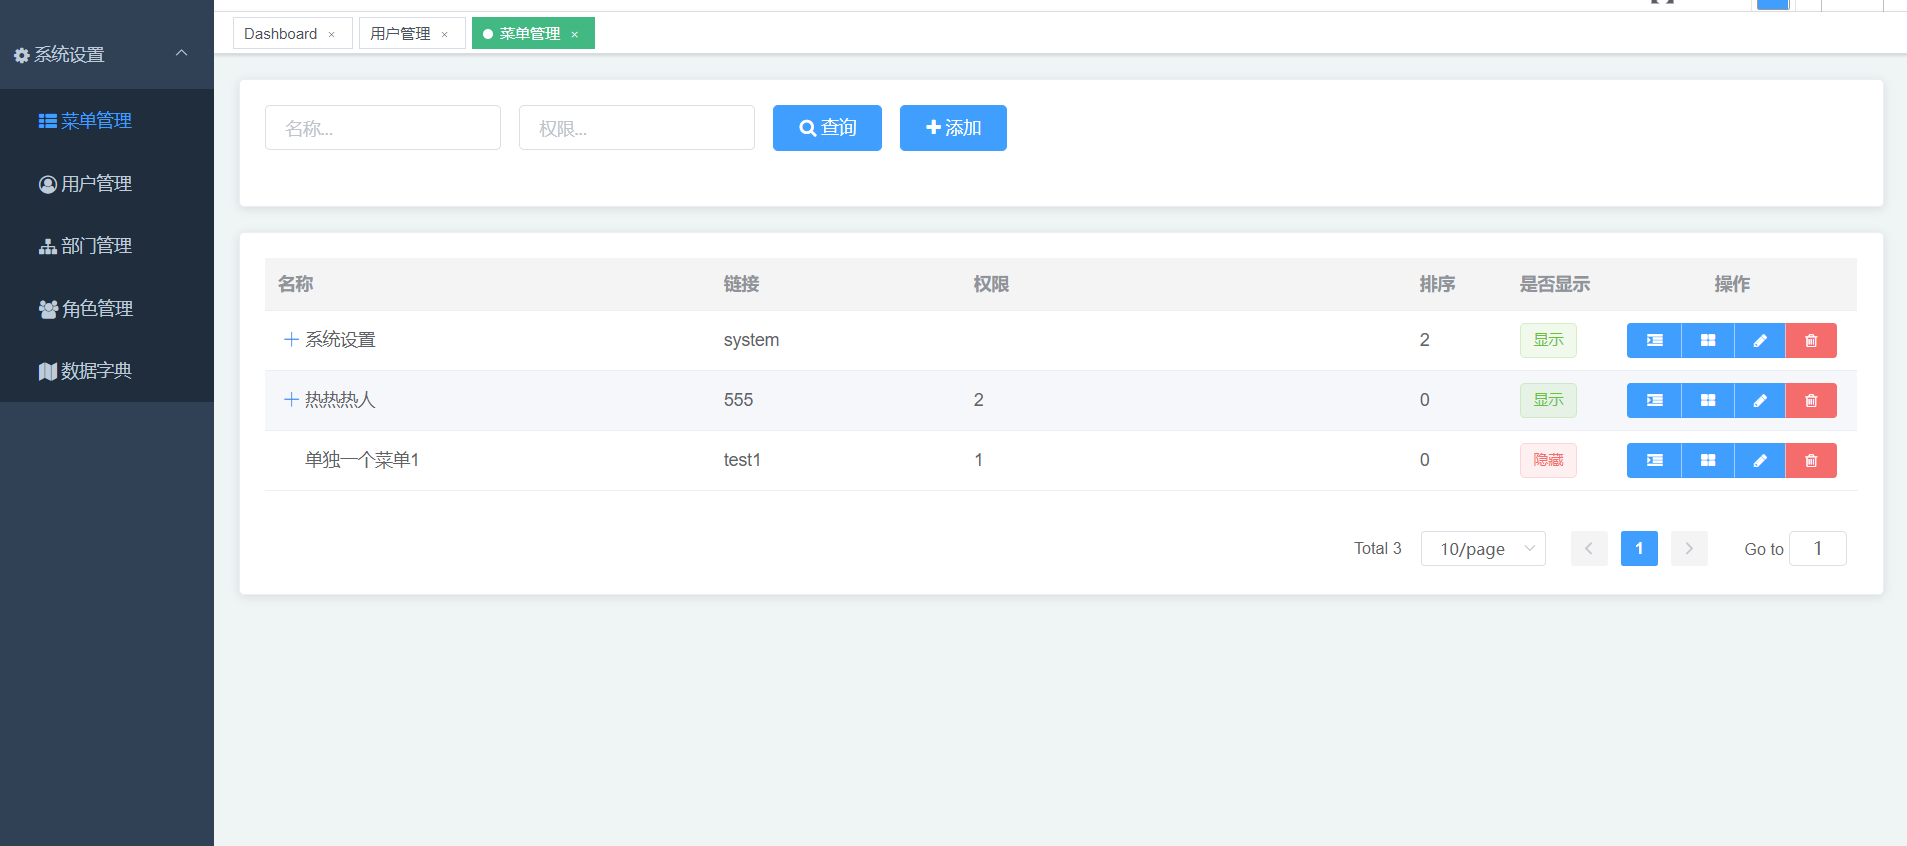 系统设置
菜单管理
用户管理
部门管理
角色管理
数据字典
Dashboard × 用户管理 × 菜单管理 ×
名称... 权限... 查询 添加
名称 链接 权限 排序 是否显示 操作
系统设置 system 2 显示
热热热人 555 2 0 显示
单独一个菜单1 test1 1 0 隐藏
Total 3 10/page 1 Go to 1